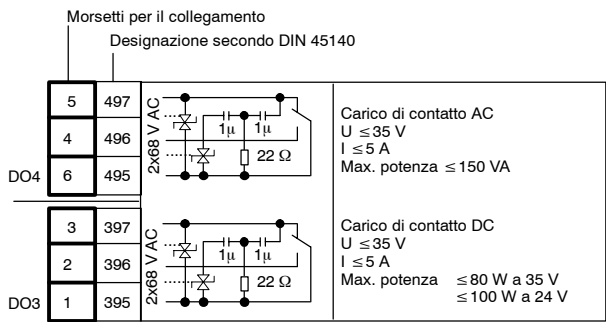 Morsetti per il collegamento
Designazione secondo DIN 45140
5 497
4 496
DO4 6 495
2x68 V AC
1µ 1µ
22 Ω
Carico di contatto AC
U ≤35 V
I ≤5 A
Max. potenza ≤150 VA
3 397
2 396
DO3 1 395
2x68 V AC
1µ 1µ
22 Ω
Carico di contatto DC
U ≤35 V
I ≤5 A
Max. potenza ≤80 W a 35 V
≤100 W a 24 V